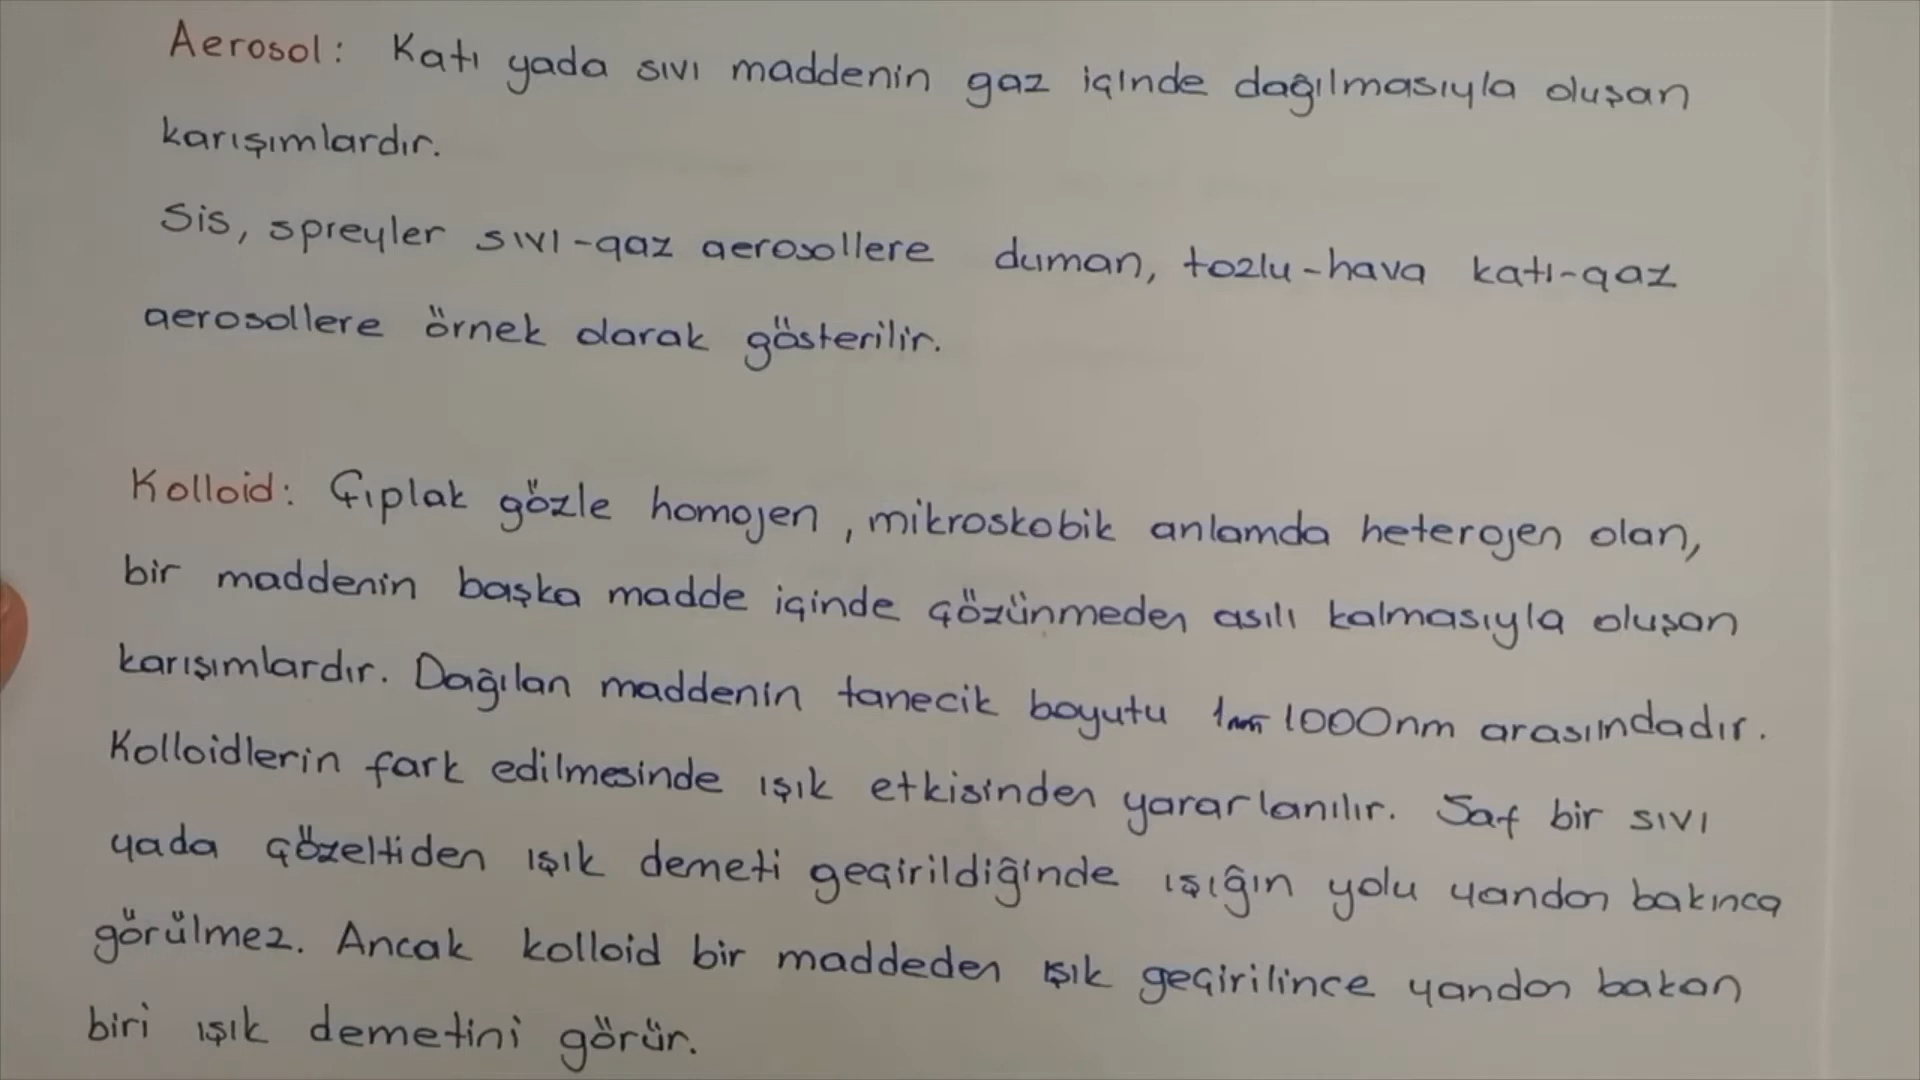 Aerosol: Katı yada sıvı maddenin gaz içinde dağılmasıyla oluşan
karışımlardır.
Sis, spreyler sıvı-gaz aerosollere duman, tozlu-hava katı-gaz
aerosollere örnek olarak gösterilir.
Kolloid: Çıplak gözle homojen, mikroskobik anlamda heterojen olan,
bir maddenin başka madde içinde çözünmeden asılı kalmasıyla oluşan
karışımlardır. Dağılan maddenin tanecik boyutu 1nm 1000nm arasındadır.
Kolloidlerin fark edilmesinde ışık etkisinden yararlanılır. Saf bir sıvı
yada çözeltiden ışık demeti geçirildiğinde ışığın yolu yandan bakınca
görülmez. Ancak kolloid bir maddeden ışık geçirilince yandan bakan
biri ışık demetini görür.